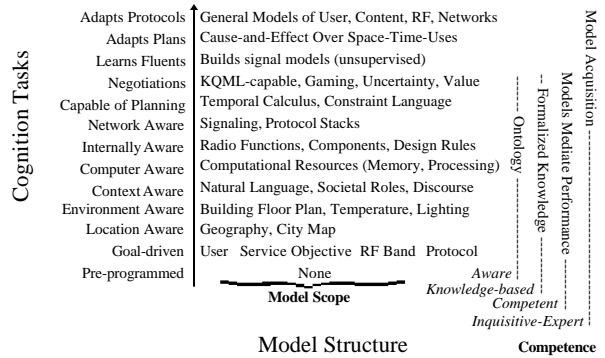 Cognition Tasks
Adapts Protocols General Models of User, Content, RF, Networks
Adapts Plans Cause-and-Effect Over Space-Time-Uses
Learns Fluents Builds signal models (unsupervised)
Negotiations KQML-capable, Gaming, Uncertainty, Value
Capable of Planning Temporal Calculus, Constraint Language
Network Aware Signaling, Protocol Stacks
Internally Aware Radio Functions, Components, Design Rules
Computer Aware Computational Resources (Memory, Processing)
Context Aware Natural Language, Societal Roles, Discourse
Environment Aware Building Floor Plan, Temperature, Lighting
Location Aware Geography, City Map
Goal-driven User Service Objective RF Band Protocol
Pre-programmed None
Model Scope
Ontology
Formalized Knowledge
Models Mediate Performance
Model Acquisition
Aware
Knowledge-based
Competent
Inquisitive-Expert
Model Structure
Competence